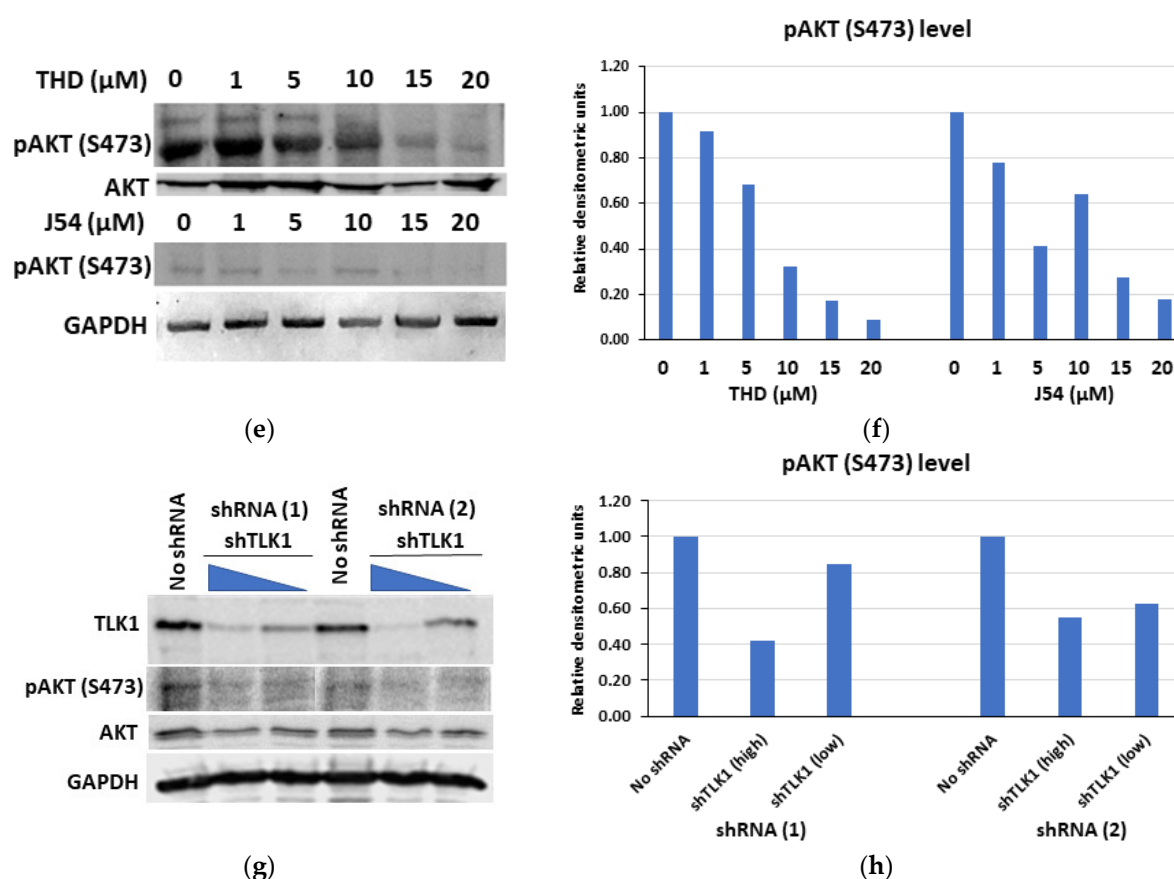 THD (µM) 0 1 5 10 15 20
pAKT (S473)
AKT
J54 (µM) 0 1 5 10 15 20
pAKT (S473)
GAPDH
(e)
pAKT (S473) level
Relative densitometric units
1.20
1.00
0.80
0.60
0.40
0.20
0.00
0 1 5 10 15 20 0 1 5 10 15 20
THD (µM) J54 (µM)
(f)
No shRNA
shRNA (1)
shTLK1
No shRNA
shRNA (2)
shTLK1
TLK1
pAKT (S473)
AKT
GAPDH
(g)
pAKT (S473) level
Relative densitometric units
1.20
1.00
0.80
0.60
0.40
0.20
0.00
No shRNA
shTLK1 (high)
shTLK1 (low)
No shRNA
shTLK1 (high)
shTLK1 (low)
shRNA (1) shRNA (2)
(h)